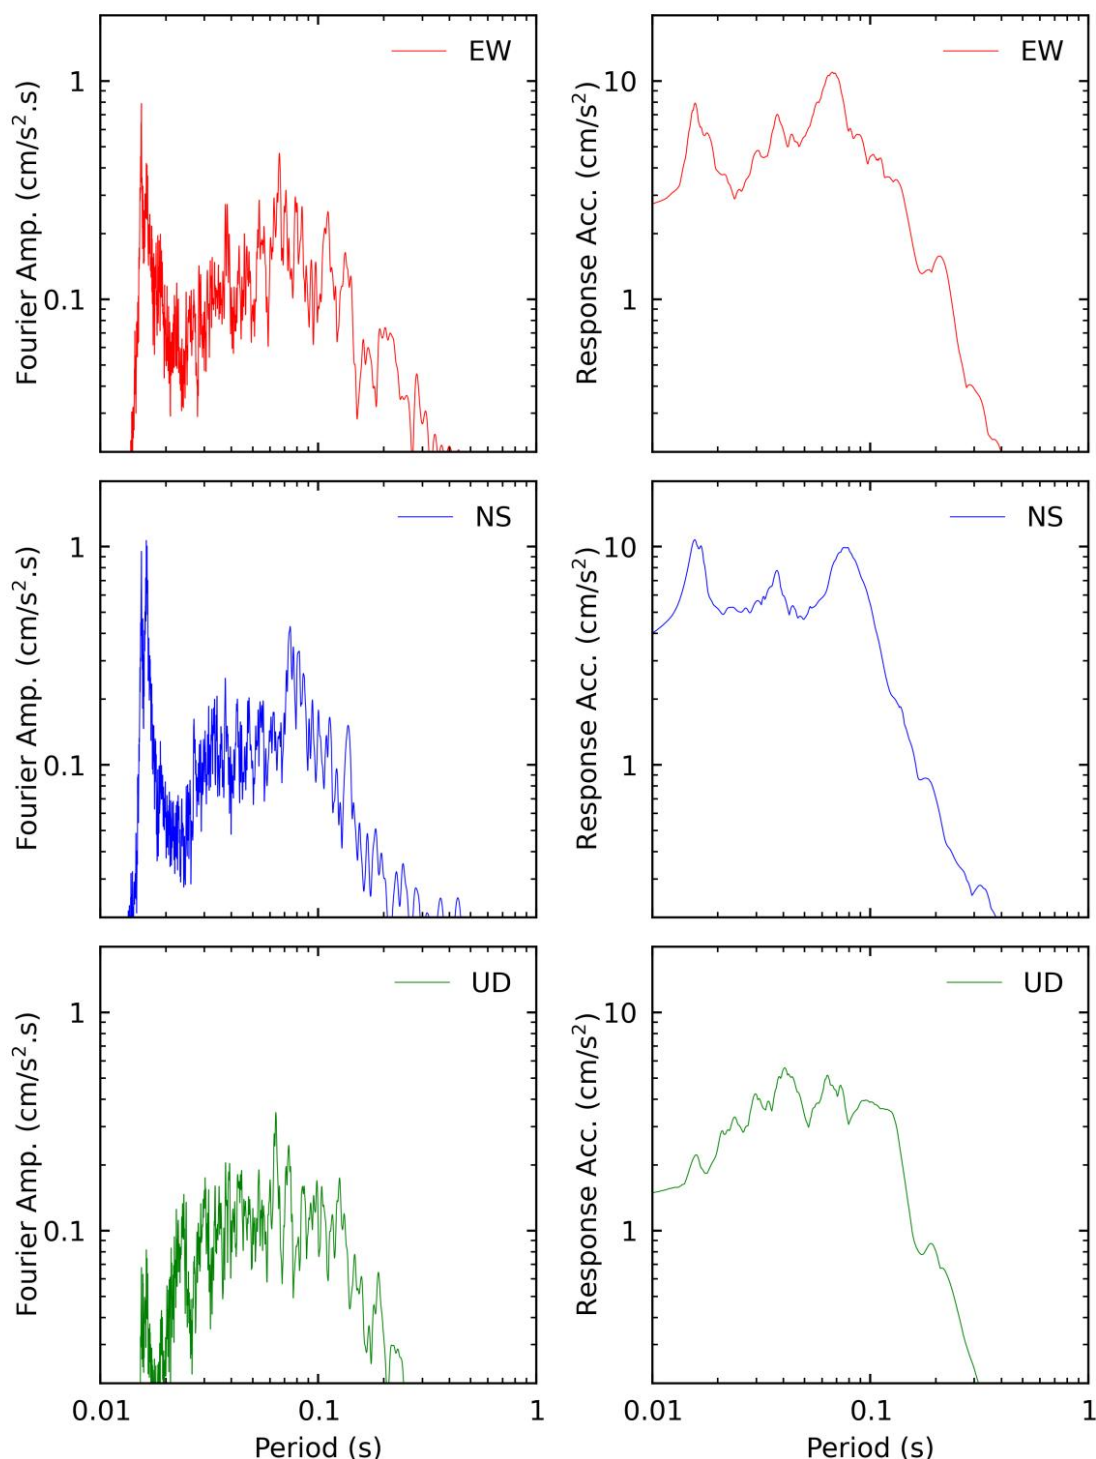 EW
1
0.1
Fourier Amp. (cm/s².s)
EW
10
1
Response Acc. (cm/s²)
NS
1
0.1
Fourier Amp. (cm/s².s)
NS
10
1
Response Acc. (cm/s²)
UD
1
0.1
Fourier Amp. (cm/s².s)
0.01 0.1 1
Period (s)
UD
10
1
Response Acc. (cm/s²)
0.01 0.1 1
Period (s)